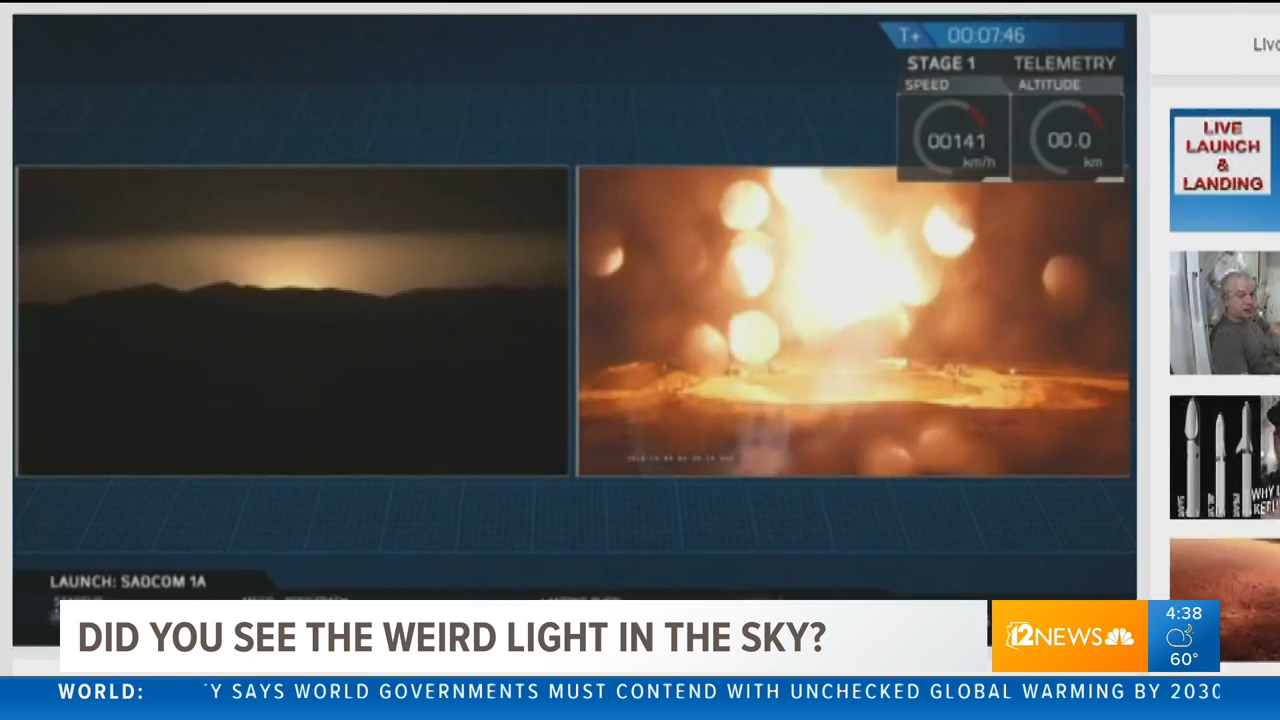 T+ 00:07:46
STAGE 1 TELEMETRY
SPEED ALTITUDE
00141 00.0
km/h km
LIVE
LAUNCH
&
LANDING
LAUNCH: SAOCOM 1A
DID YOU SEE THE WEIRD LIGHT IN THE SKY?
12NEWS
4:38
60°
WORLD: Y SAYS WORLD GOVERNMENTS MUST CONTEND WITH UNCHECKED GLOBAL WARMING BY 2030